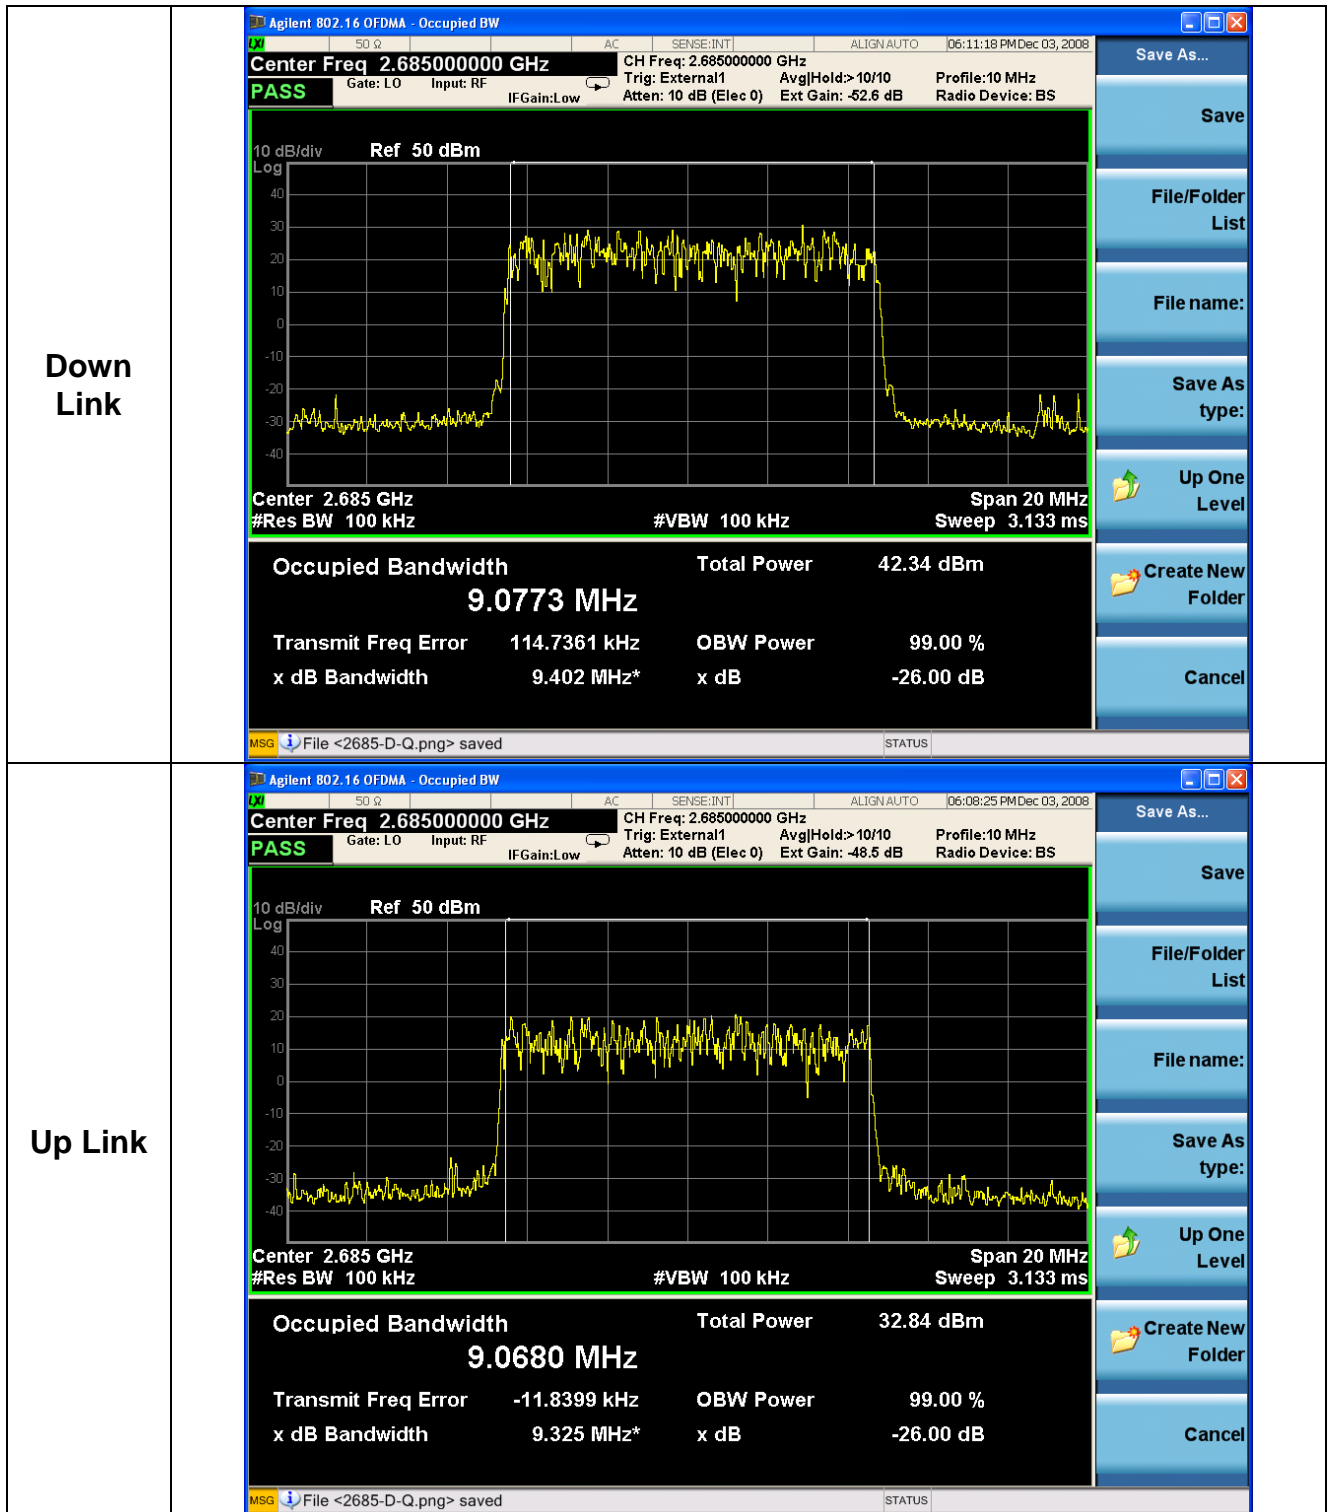 Down
Link
Agilent 802.16 OFDMA - Occupied BW
LXI 50 Ω AC SENSE:INT ALIGN AUTO 06:11:18 PM Dec 03, 2008
Center Freq 2.685000000 GHz CH Freq: 2.685000000 GHz
PASS Gate: LO Input: RF IFGain:Low Trig: External1 Avg|Hold:>10/10 Profile:10 MHz
Atten: 10 dB (Elec 0) Ext Gain: -52.6 dB Radio Device: BS
10 dB/div Ref 50 dBm
Log
40
30
20
10
0
-10
-20
-30
-40
Center 2.685 GHz Span 20 MHz
#Res BW 100 kHz #VBW 100 kHz Sweep 3.133 ms
Occupied Bandwidth Total Power 42.34 dBm
9.0773 MHz
Transmit Freq Error 114.7361 kHz OBW Power 99.00 %
x dB Bandwidth 9.402 MHz* x dB -26.00 dB
MSG File <2685-D-Q.png> saved STATUS
Save As...
Save
File/Folder
List
File name:
Save As
type:
Up One
Level
Create New
Folder
Cancel
Up Link
Agilent 802.16 OFDMA - Occupied BW
LXI 50 Ω AC SENSE:INT ALIGN AUTO 06:08:25 PM Dec 03, 2008
Center Freq 2.685000000 GHz CH Freq: 2.685000000 GHz
PASS Gate: LO Input: RF IFGain:Low Trig: External1 Avg|Hold:>10/10 Profile:10 MHz
Atten: 10 dB (Elec 0) Ext Gain: -48.5 dB Radio Device: BS
10 dB/div Ref 50 dBm
Log
40
30
20
10
0
-10
-20
-30
-40
Center 2.685 GHz Span 20 MHz
#Res BW 100 kHz #VBW 100 kHz Sweep 3.133 ms
Occupied Bandwidth Total Power 32.84 dBm
9.0680 MHz
Transmit Freq Error -11.8399 kHz OBW Power 99.00 %
x dB Bandwidth 9.325 MHz* x dB -26.00 dB
MSG File <2685-D-Q.png> saved STATUS
Save As...
Save
File/Folder
List
File name:
Save As
type:
Up One
Level
Create New
Folder
Cancel